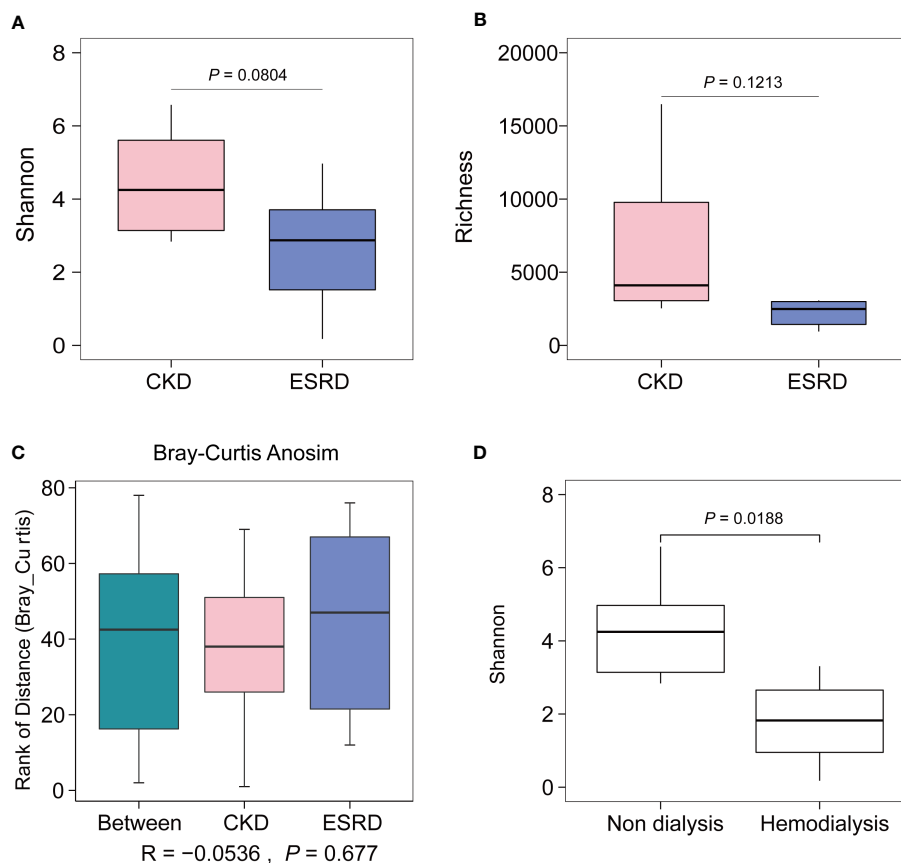 A
Shannon
8
6
4
2
0
P = 0.0804
CKD ESRD
B
Richness
20000
15000
10000
5000
0
P = 0.1213
CKD ESRD
C
Bray-Curtis Anosim
Rank of Distance (Bray_Cu rtis)
80
60
40
20
0
Between CKD ESRD
R = −0.0536 , P = 0.677
D
Shannon
8
6
4
2
0
P = 0.0188
Non dialysis Hemodialysis